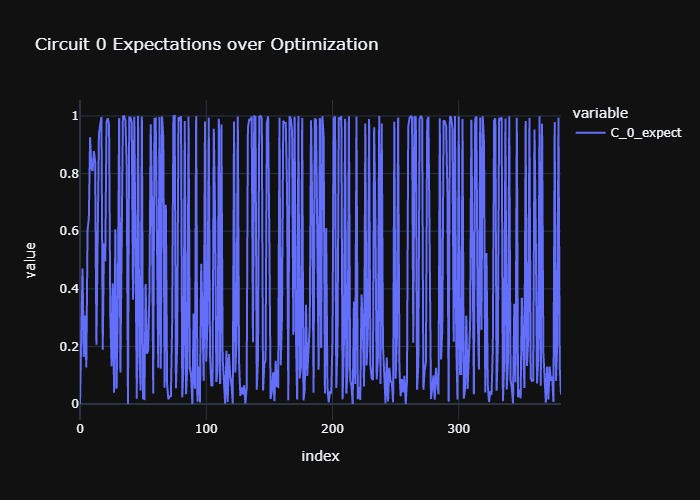 Circuit 0 Expectations over Optimization
variable
C_0_expect
value
1
0.8
0.6
0.4
0.2
0
0
100
200
300
index